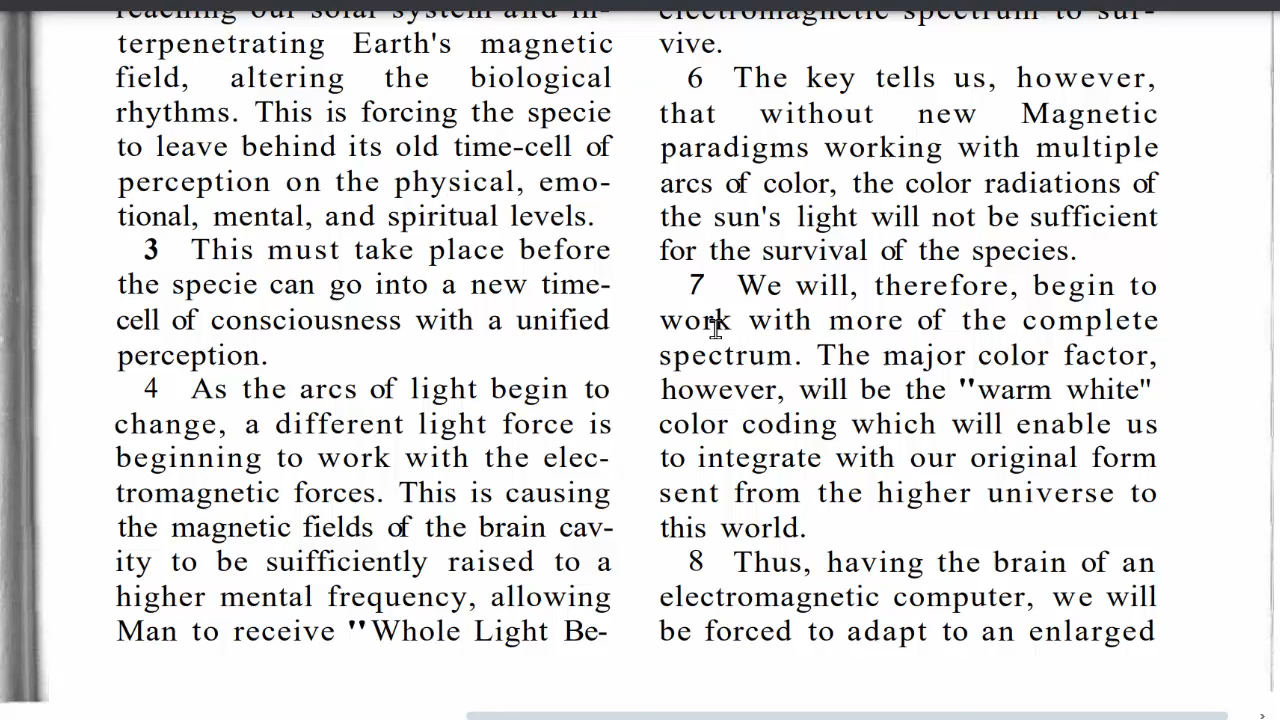 reaching our solar system and in-
terpenetrating Earth's magnetic
field, altering the biological
rhythms. This is forcing the specie
to leave behind its old time-cell of
perception on the physical, emo-
tional, mental, and spiritual levels.
3 This must take place before
the specie can go into a new time-
cell of consciousness with a unified
perception.
4 As the arcs of light begin to
change, a different light force is
beginning to work with the elec-
tromagnetic forces. This is causing
the magnetic fields of the brain cav-
ity to be suifficiently raised to a
higher mental frequency, allowing
Man to receive "Whole Light Be-
electromagnetic spectrum to sur-
vive.
6 The key tells us, however,
that without new Magnetic
paradigms working with multiple
arcs of color, the color radiations of
the sun's light will not be sufficient
for the survival of the species.
7 We will, therefore, begin to
work with more of the complete
spectrum. The major color factor,
however, will be the "warm white"
color coding which will enable us
to integrate with our original form
sent from the higher universe to
this world.
8 Thus, having the brain of an
electromagnetic computer, we will
be forced to adapt to an enlarged